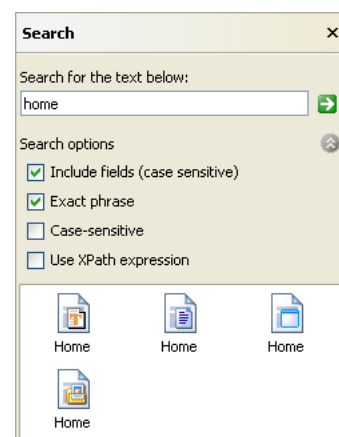 Search
Search for the text below:
home
Search options
Include fields (case sensitive)
Exact phrase
Case-sensitive
Use XPath expression
Home Home Home
Home